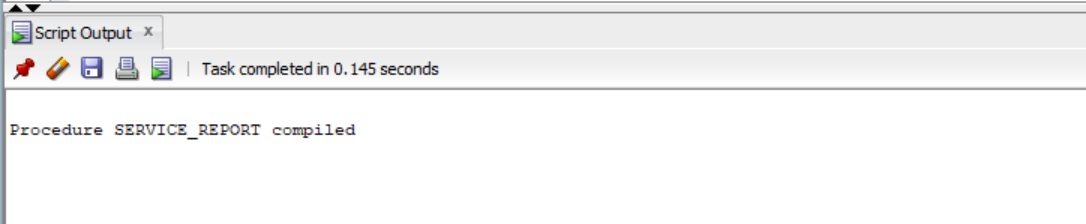 Script Output x
Task completed in 0.145 seconds
Procedure SERVICE_REPORT compiled